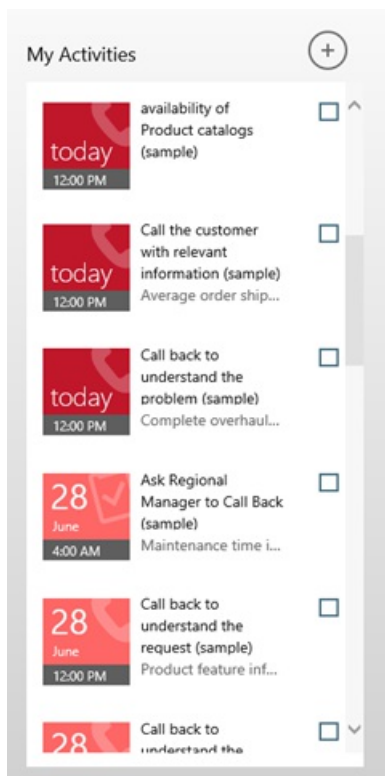 My Activities
availability of
Product catalogs
(sample)
today
12:00 PM
Call the customer
with relevant
information (sample)
Average order ship...
today
12:00 PM
Call back to
understand the
problem (sample)
Complete overhaul...
today
12:00 PM
Ask Regional
Manager to Call Back
(sample)
Maintenance time i...
28
June
4:00 AM
Call back to
understand the
request (sample)
Product feature inf...
28
June
12:00 PM
Call back to
understand the
28